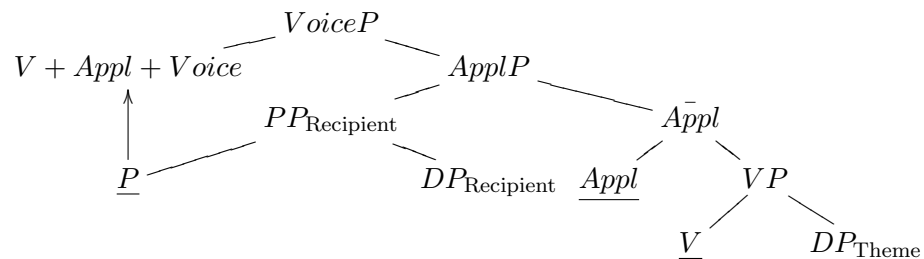 VoiceP
V + Appl + Voice ApplP
PP_Recipient Appl̄
P DP_Recipient Appl VP
V DP_Theme